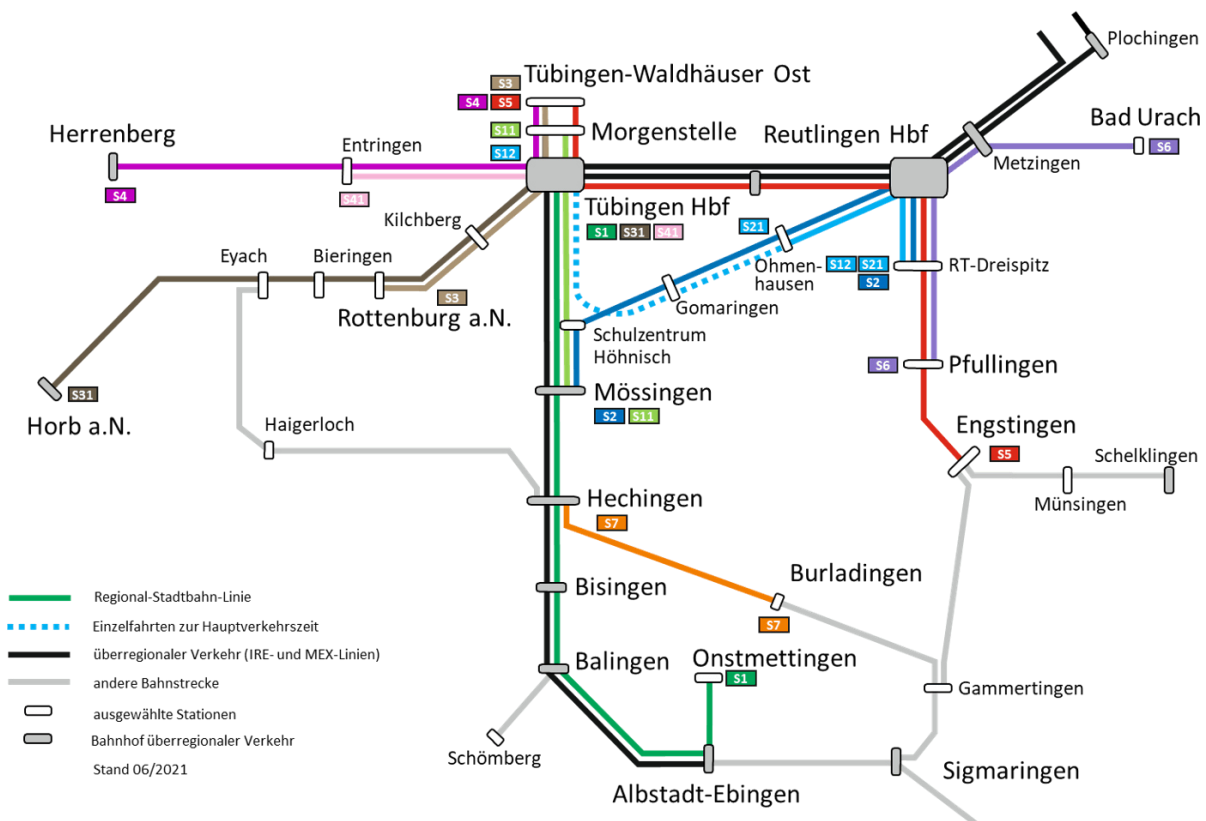 Plochingen
S3
Tübingen-Waldhäuser Ost
S4 S5
Bad Urach
S6
Herrenberg
S4
Entringen
S41
S11
Morgenstelle
S12
Reutlingen Hbf
Metzingen
Tübingen Hbf
S1 S31 S41
Kilchberg
Eyach
Bieringen
Rottenburg a.N.
S3
S21
Ohmen-
hausen
S12 S21
S2
RT-Dreispitz
Gomaringen
Schulzentrum
Höhnisch
S6
Pfullingen
Horb a.N.
S31
Mössingen
S2 S11
Haigerloch
Engstingen
S5
Schelklingen
Münsingen
Hechingen
S7
Burladingen
S7
Bisingen
Balingen
Onstmettingen
S1
Gammertingen
Schömberg
Albstadt-Ebingen
Sigmaringen
Regional-Stadtbahn-Linie
Einzelfahrten zur Hauptverkehrszeit
überregionaler Verkehr (IRE- und MEX-Linien)
andere Bahnstrecke
ausgewählte Stationen
Bahnhof überregionaler Verkehr
Stand 06/2021